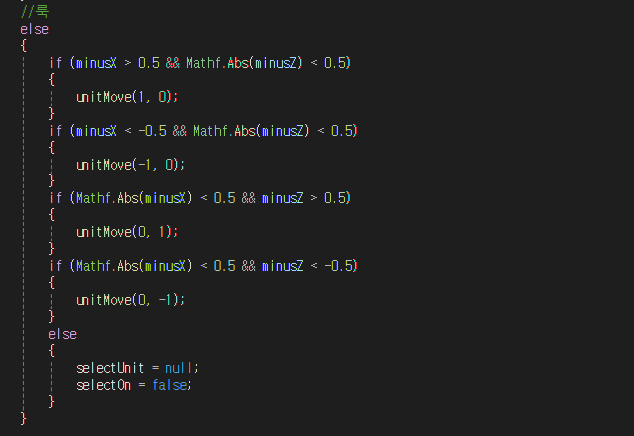 //룩
else
{
if (minusX > 0.5 && Mathf.Abs(minusZ) < 0.5)
{
unitMove(1, 0);
}
if (minusX < -0.5 && Mathf.Abs(minusZ) < 0.5)
{
unitMove(-1, 0);
}
if (Mathf.Abs(minusX) < 0.5 && minusZ > 0.5)
{
unitMove(0, 1);
}
if (Mathf.Abs(minusX) < 0.5 && minusZ < -0.5)
{
unitMove(0, -1);
}
else
{
selectUnit = null;
selectOn = false;
}
}